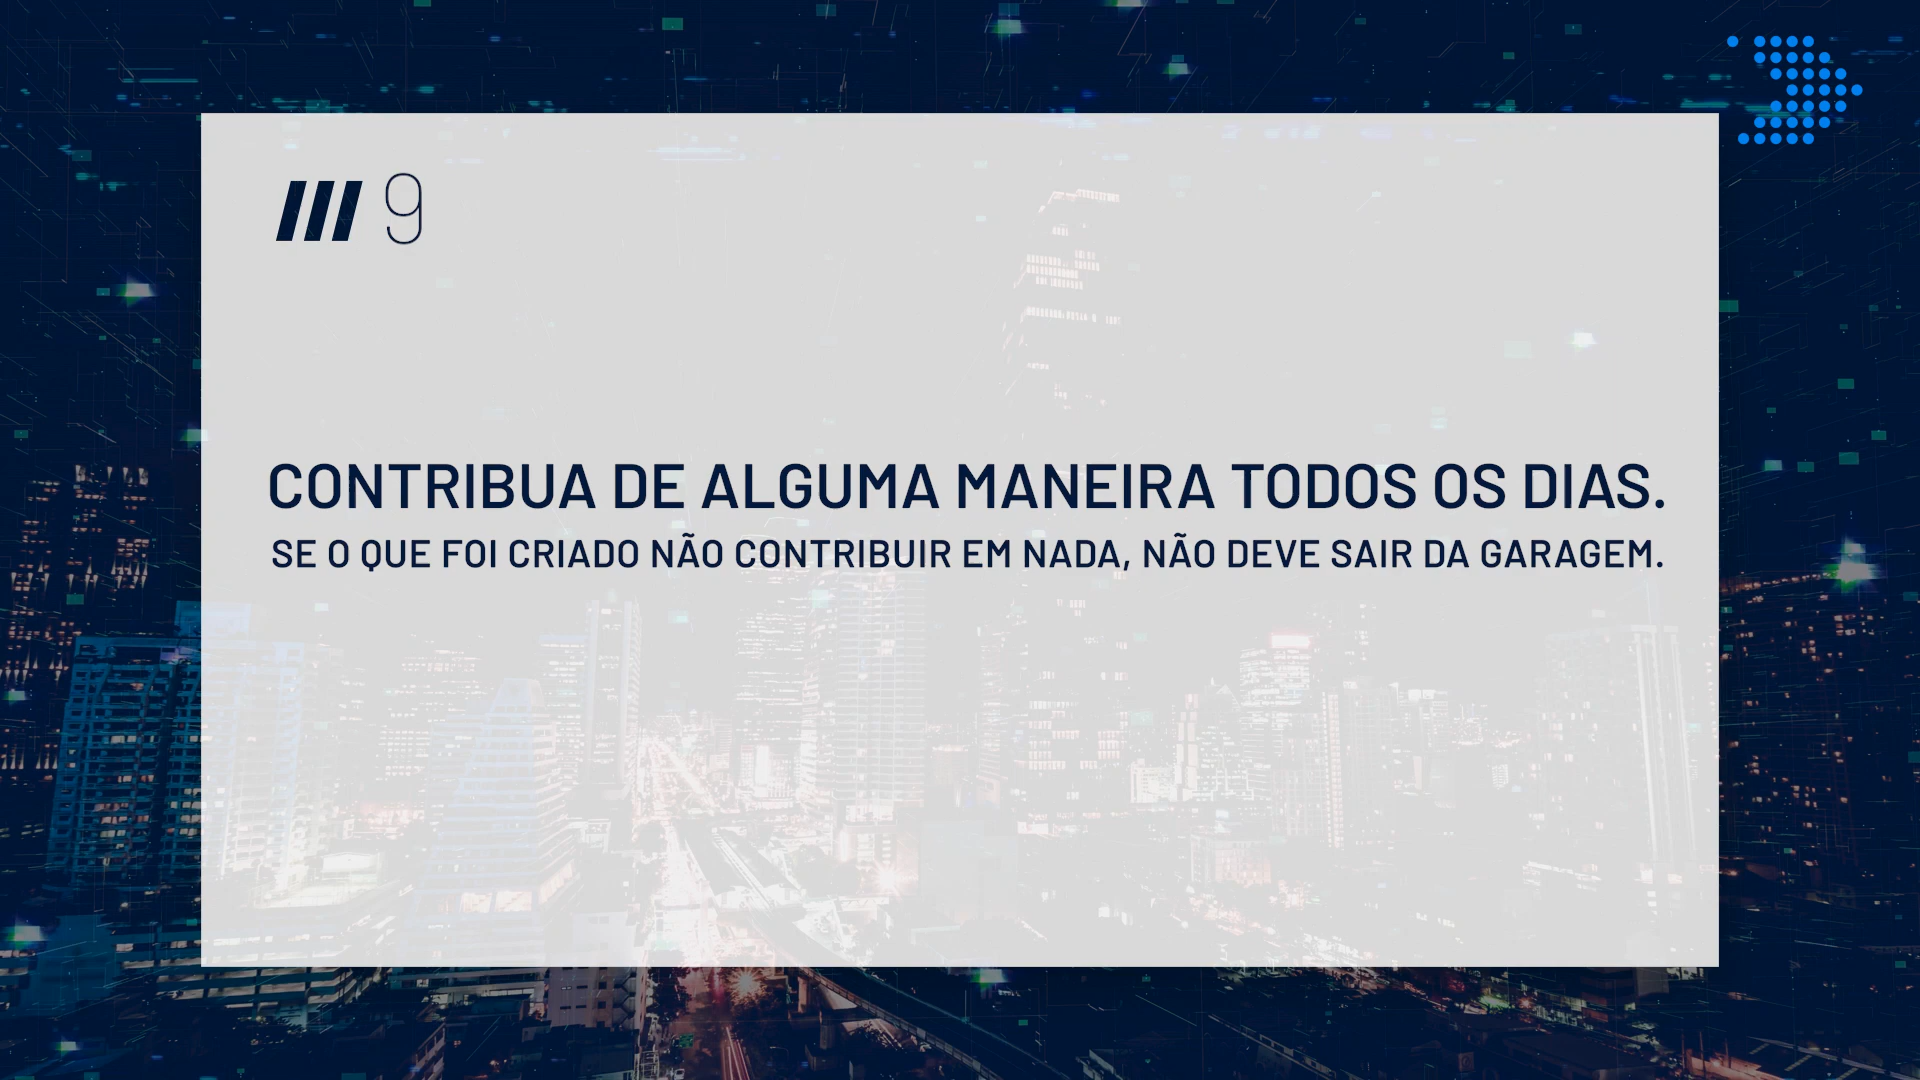 /// 9
CONTRIBUA DE ALGUMA MANEIRA TODOS OS DIAS.
SE O QUE FOI CRIADO NÃO CONTRIBUIR EM NADA, NÃO DEVE SAIR DA GARAGEM.